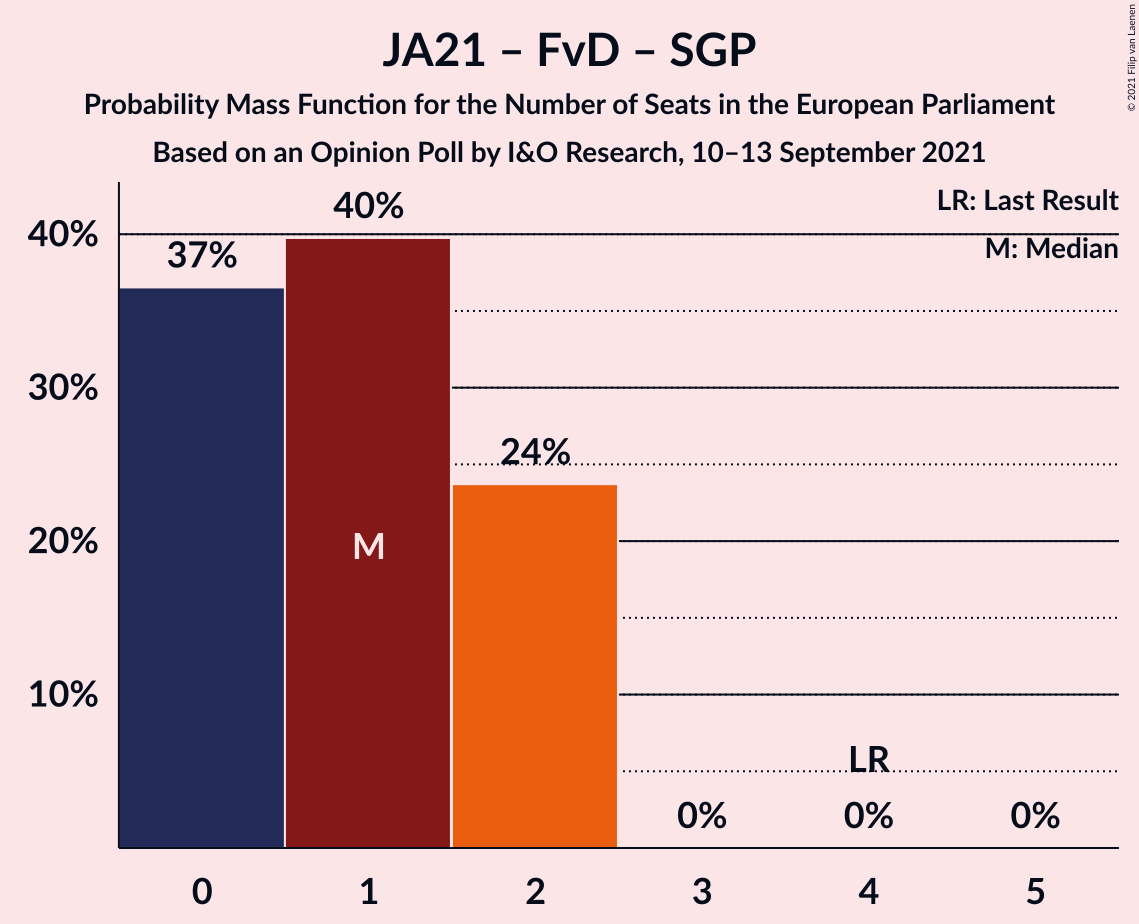 JA21 – FvD – SGP
Probability Mass Function for the Number of Seats in the European Parliament
Based on an Opinion Poll by I&O Research, 10–13 September 2021
© 2021 Filip van Laenen
LR: Last Result
M: Median
40%
30%
20%
10%
37%
40%
24%
0%
0%
0%
M
LR
0
1
2
3
4
5